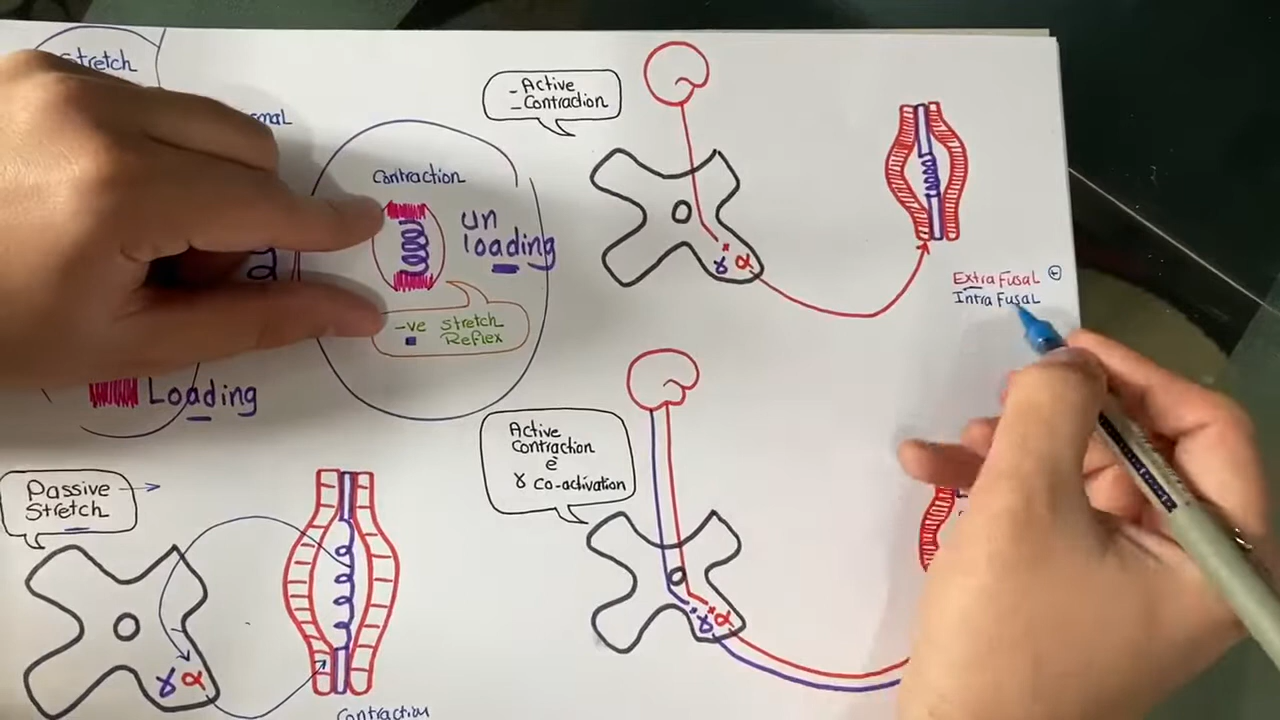 Stretch
Contraction
un
loading
-ve stretch
Reflex
Loading
- Active
- Contraction
γ α
Extra Fusal
Intra Fusal
Passive
Stretch
γ α
Contraction
Active
Contraction
è
γ Co-activation
γ α